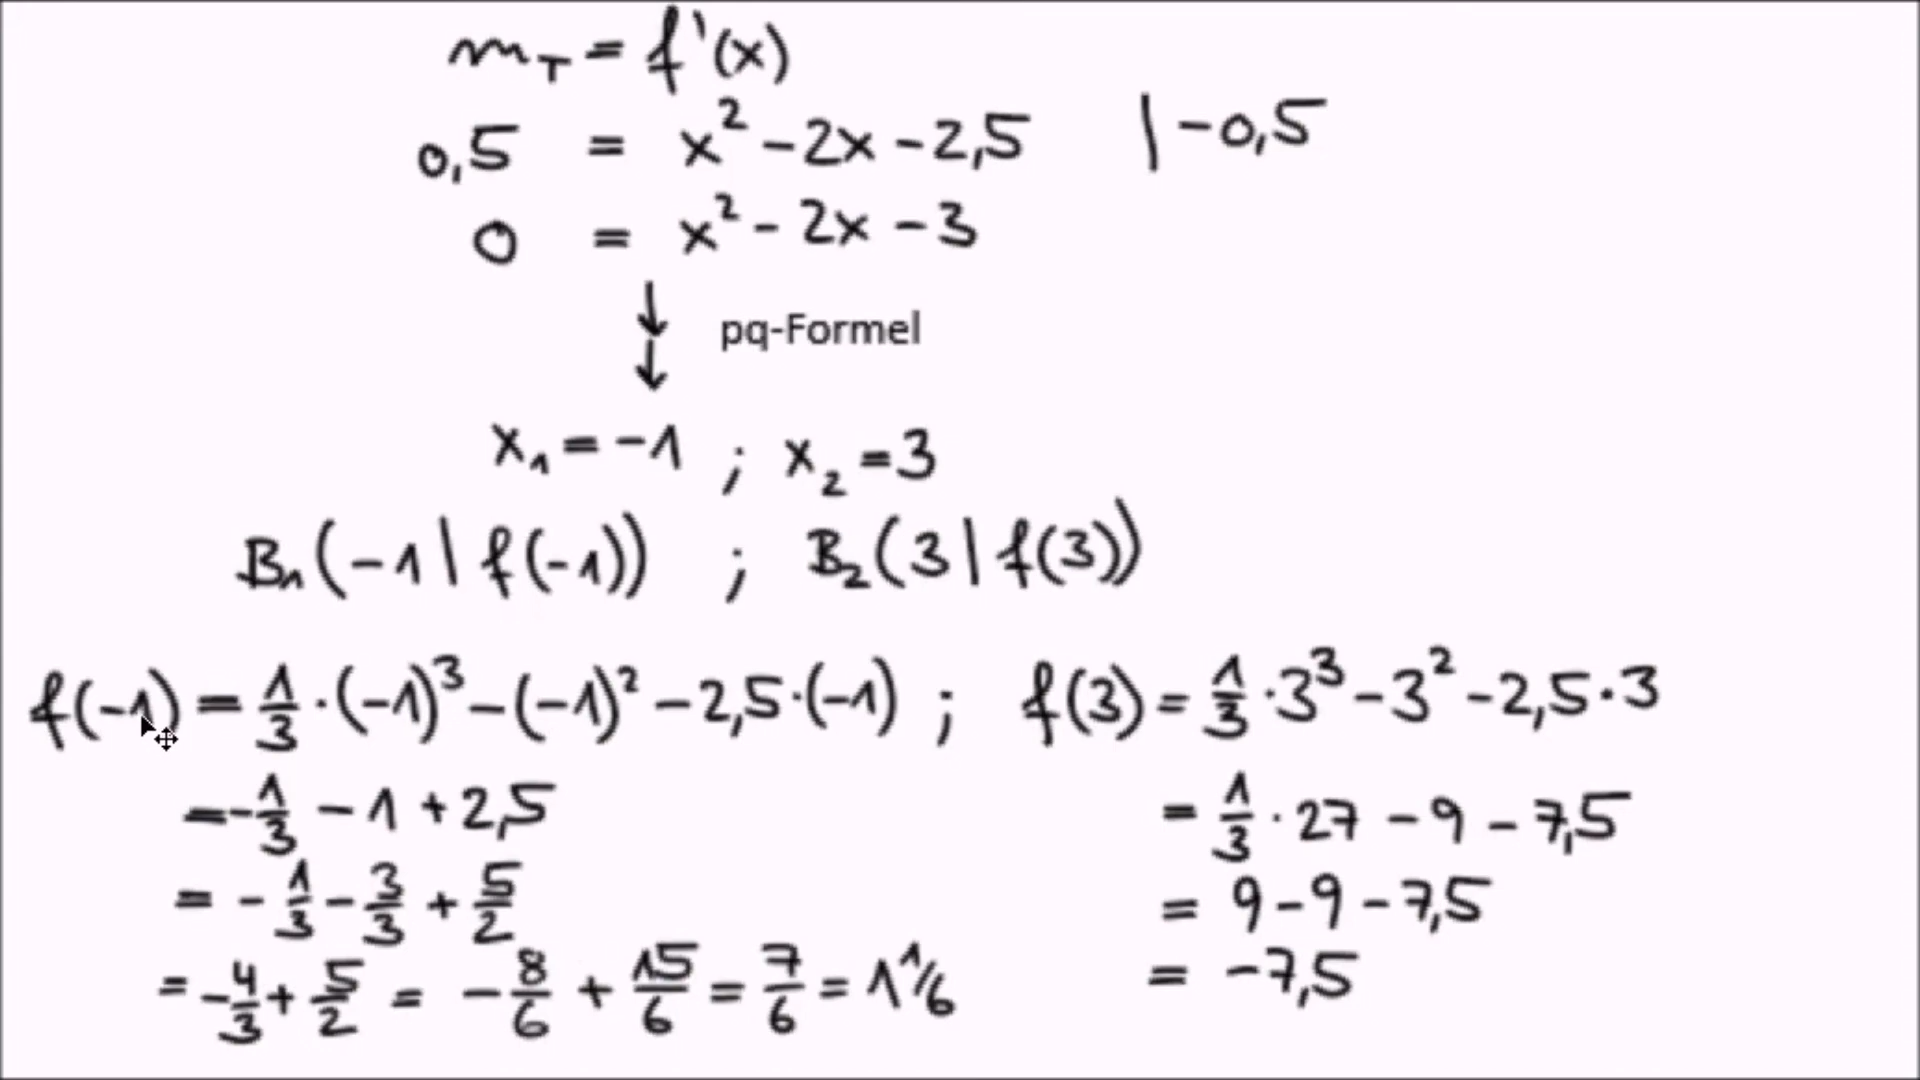 m_T = f'(x)
0,5 = x² - 2x - 2,5 | -0,5
0 = x² - 2x - 3
↓ pq-Formel
↓
x₁ = -1 ; x₂ = 3
B₁(-1 | f(-1)) ; B₂(3 | f(3))
f(-1) = 1/3 · (-1)³ - (-1)² - 2,5 · (-1) ; f(3) = 1/3 · 3³ - 3² - 2,5 · 3
= -1/3 - 1 + 2,5 = 1/3 · 27 - 9 - 7,5
= - 1/3 - 3/3 + 5/2 = 9 - 9 - 7,5
= -4/3 + 5/2 = -8/6 + 15/6 = 7/6 = 1 1/6 = -7,5